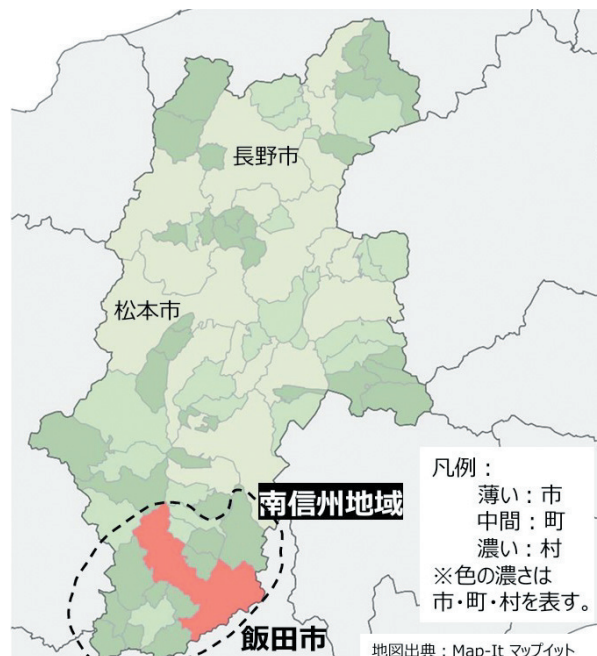 長野市
松本市
南信州地域
凡例：
薄い：市
中間：町
濃い：村
※色の濃さは
市・町・村を表す。
飯田市
地図出典：Map-It マップイット